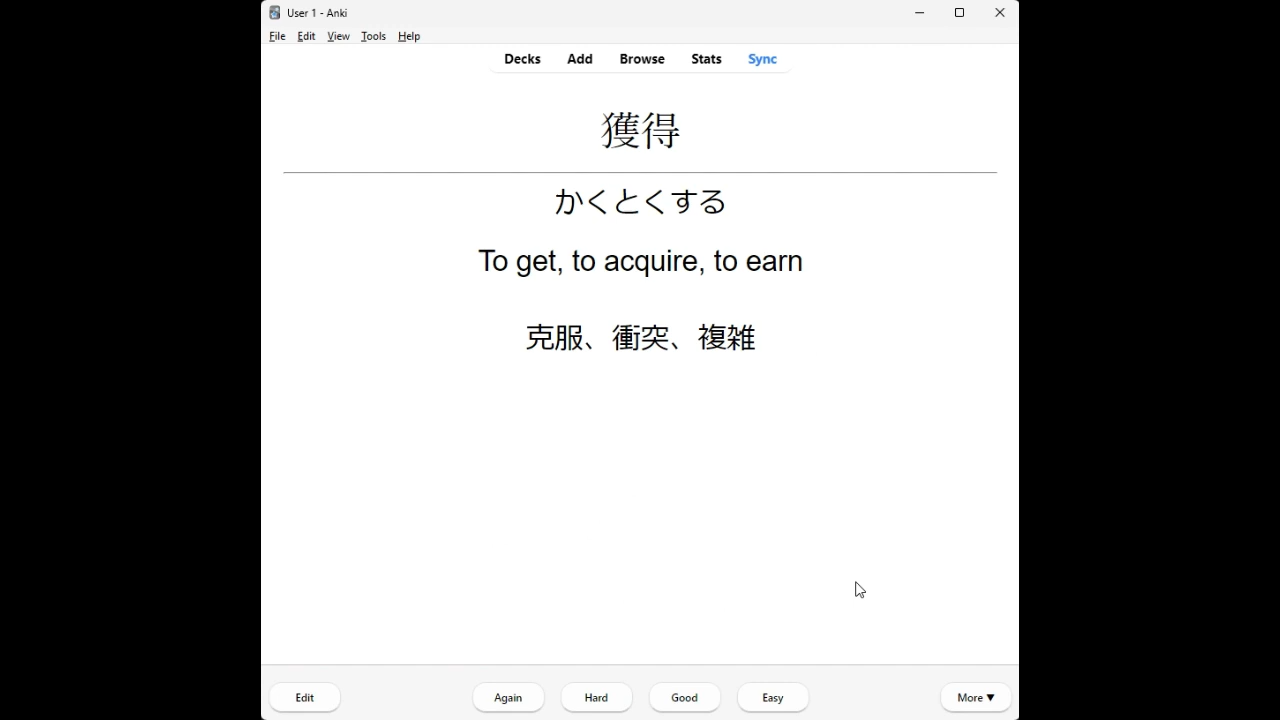 User 1 - Anki
File Edit View Tools Help
Decks Add Browse Stats Sync
獲得
かくとくする
To get, to acquire, to earn
克服、衝突、複雑
Edit Again Hard Good Easy More ▼